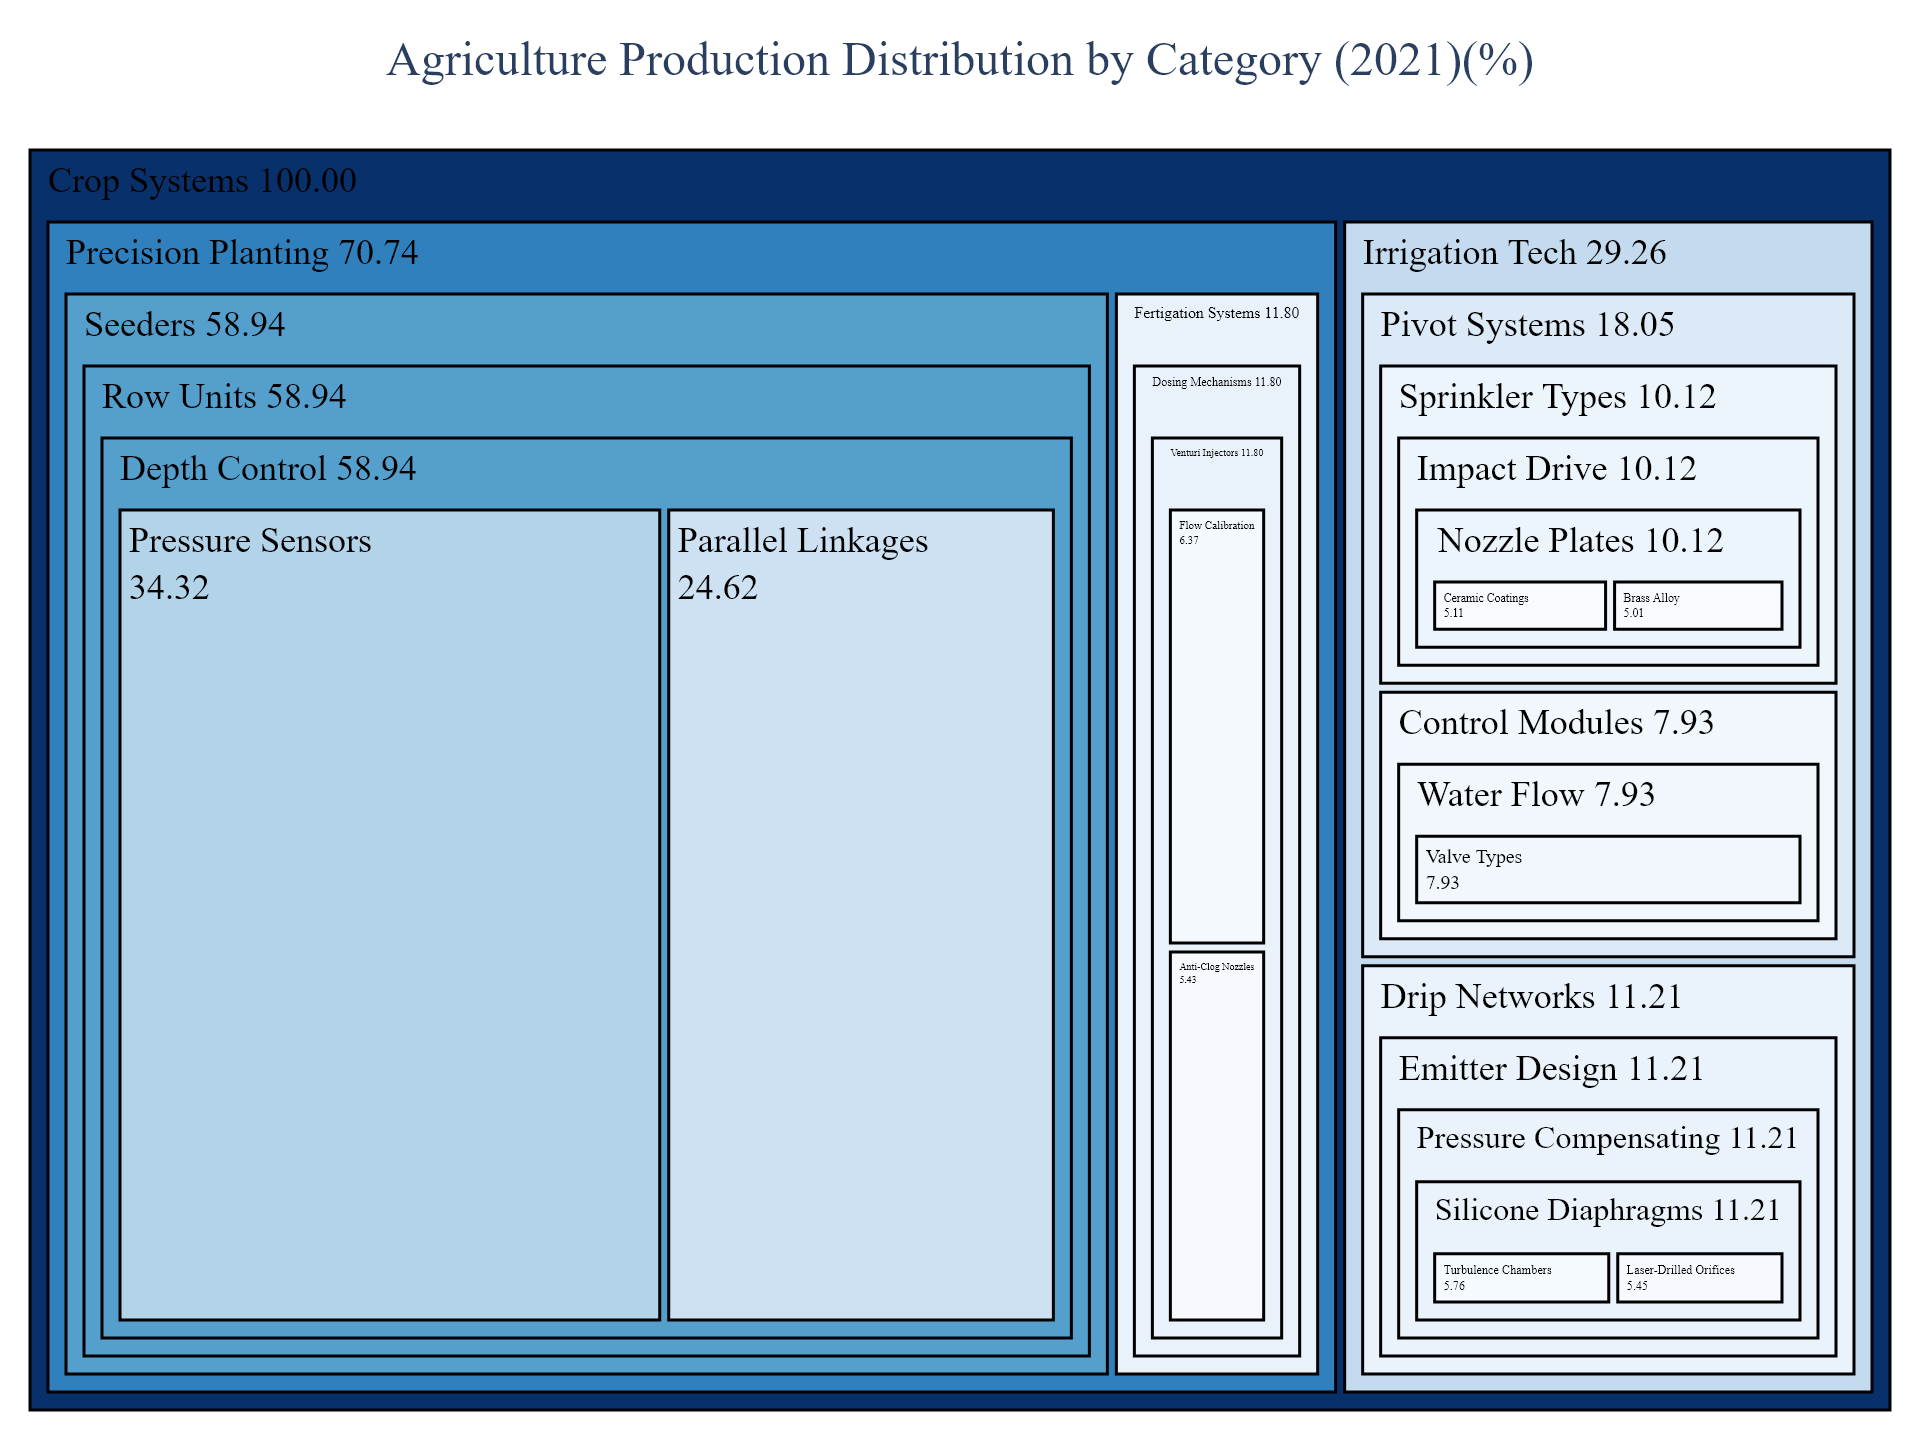 Agriculture Production Distribution by Category (2021)(%)
Crop Systems 100.00
Precision Planting 70.74
Seeders 58.94
Row Units 58.94
Depth Control 58.94
Pressure Sensors
34.32
Parallel Linkages
24.62
Fertigation Systems 11.80
Dosing Mechanisms 11.80
Venturi Injectors 11.80
Flow Calibration
6.37
Anti-Clog Nozzles
5.43
Irrigation Tech 29.26
Pivot Systems 18.05
Sprinkler Types 10.12
Impact Drive 10.12
Nozzle Plates 10.12
Ceramic Coatings
5.11
Brass Alloy
5.01
Control Modules 7.93
Water Flow 7.93
Valve Types
7.93
Drip Networks 11.21
Emitter Design 11.21
Pressure Compensating 11.21
Silicone Diaphragms 11.21
Turbulence Chambers
5.76
Laser-Drilled Orifices
5.45